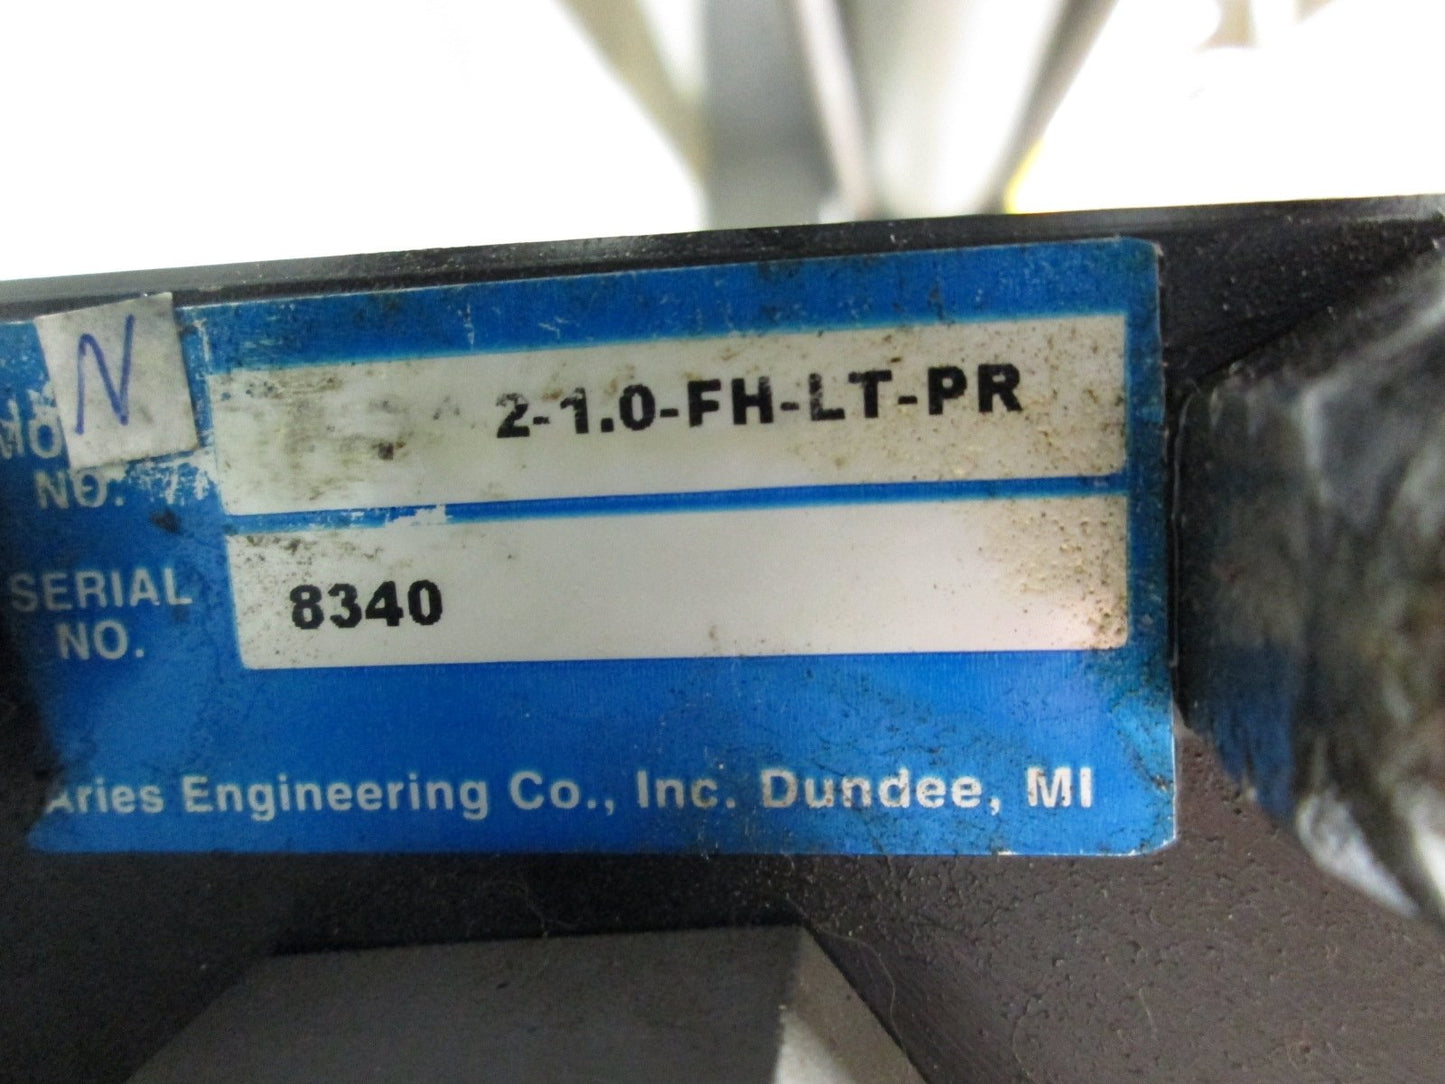 N
2-1.0-FH-LT-PR
NO.
SERIAL
NO.
8340
Aries Engineering Co., Inc. Dundee, MI